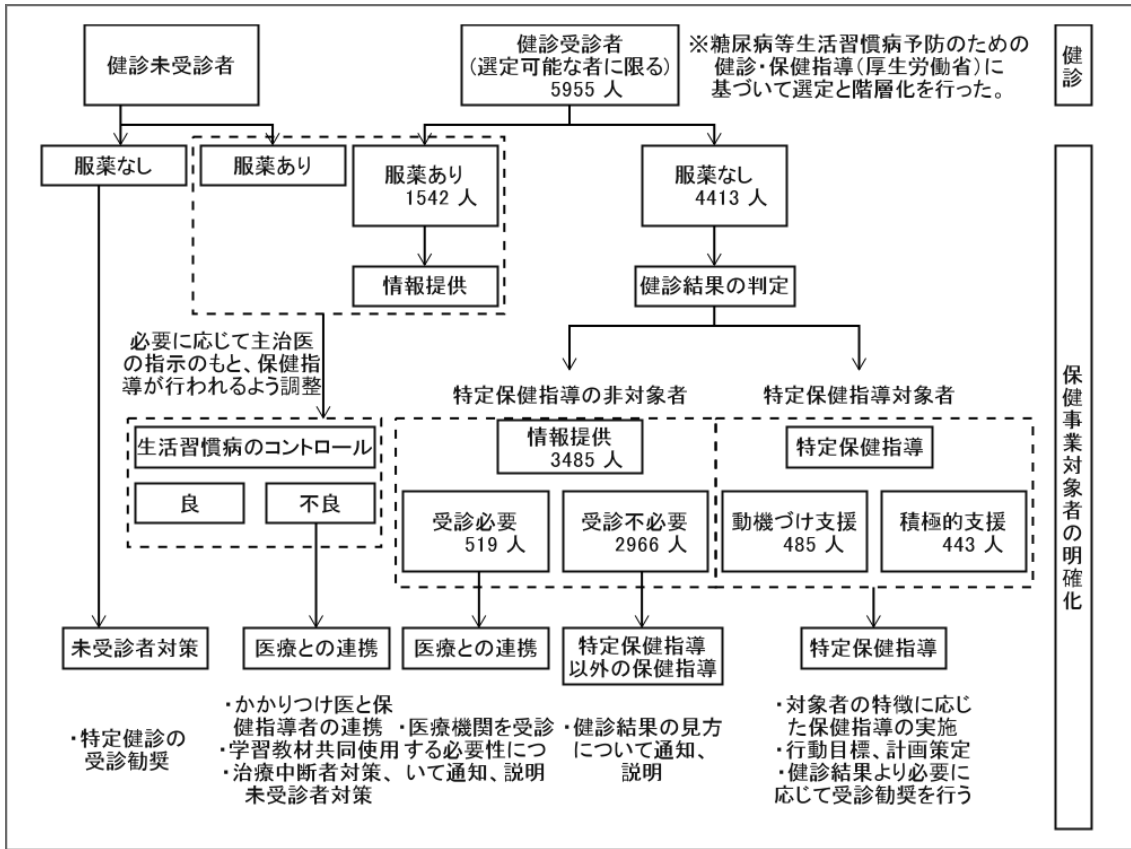 健診未受診者
健診受診者
(選定可能な者に限る)
5955 人
※糖尿病等生活習慣病予防のための
健診・保健指導(厚生労働省)に
基づいて選定と階層化を行った。
健診
服薬なし
服薬あり
服薬あり
1542 人
服薬なし
4413 人
情報提供
健診結果の判定
必要に応じて主治医
の指示のもと、保健指
導が行われるよう調整
特定保健指導の非対象者
特定保健指導対象者
生活習慣病のコントロール
良
不良
情報提供
3485 人
特定保健指導
受診必要
519 人
受診不必要
2966 人
動機づけ支援
485 人
積極的支援
443 人
保健事業対象者の明確化
未受診者対策
医療との連携
医療との連携
特定保健指導
以外の保健指導
特定保健指導
・特定健診の
受診勧奨
・かかりつけ医と保
健指導者の連携
・学習教材共同使用
・治療中断者対策、
未受診者対策
・医療機関を受診
する必要性につ
いて通知、説明
・健診結果の見方
について通知、
説明
・対象者の特徴に応じ
た保健指導の実施
・行動目標、計画策定
・健診結果より必要に
応じて受診勧奨を行う